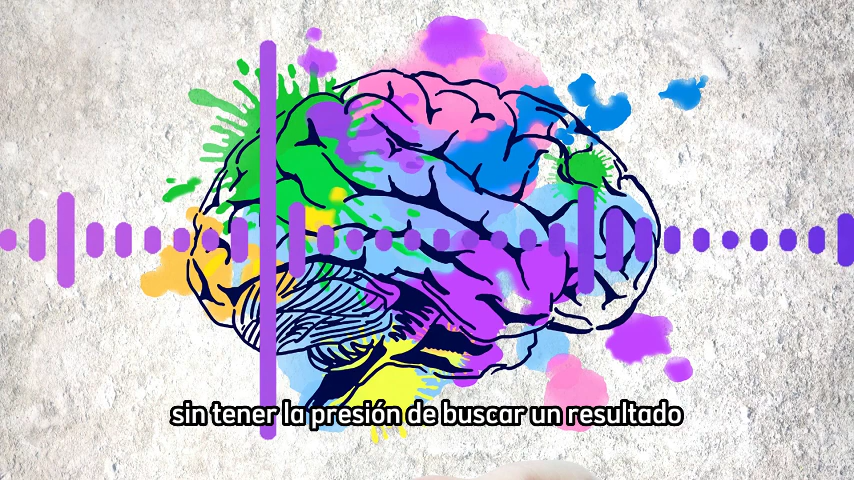 sin tener la presión de buscar un resultado